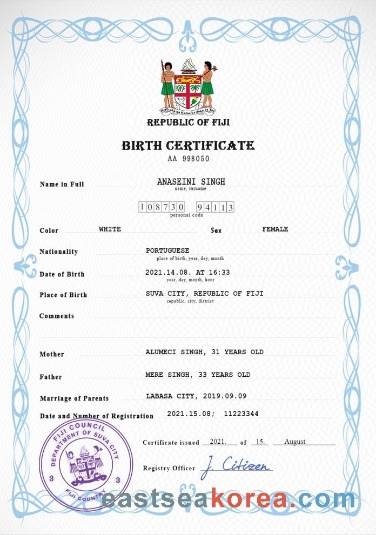 REPUBLIC OF FIJI
BIRTH CERTIFICATE
AA 998050
Name in Full ANASEINI SINGH
name, surname
108730 94113
personal code
Color WHITE Sex FEMALE
Nationality PORTUGUESE
place of birth, year, day, month
Date of Birth 2021.14.08. AT 16:33
year, day, month, hour
Place of Birth SUVA CITY, REPUBLIC OF FIJI
republic, city, district
Comments
Mother ALUMECI SINGH, 31 YEARS OLD
Father MERE SINGH, 33 YEARS OLD
Marriage of Parents LABASA CITY, 2019.09.09
Date and Number of Registration 2021.15.08; 11223344
FIJI COUNCIL
DEPARTMENT OF SUVA CITY
3 3
FIJI COUNTRY
Certificate issued 2021. of 15. August
Registry Officer J. Citizen
eastseakorea.com